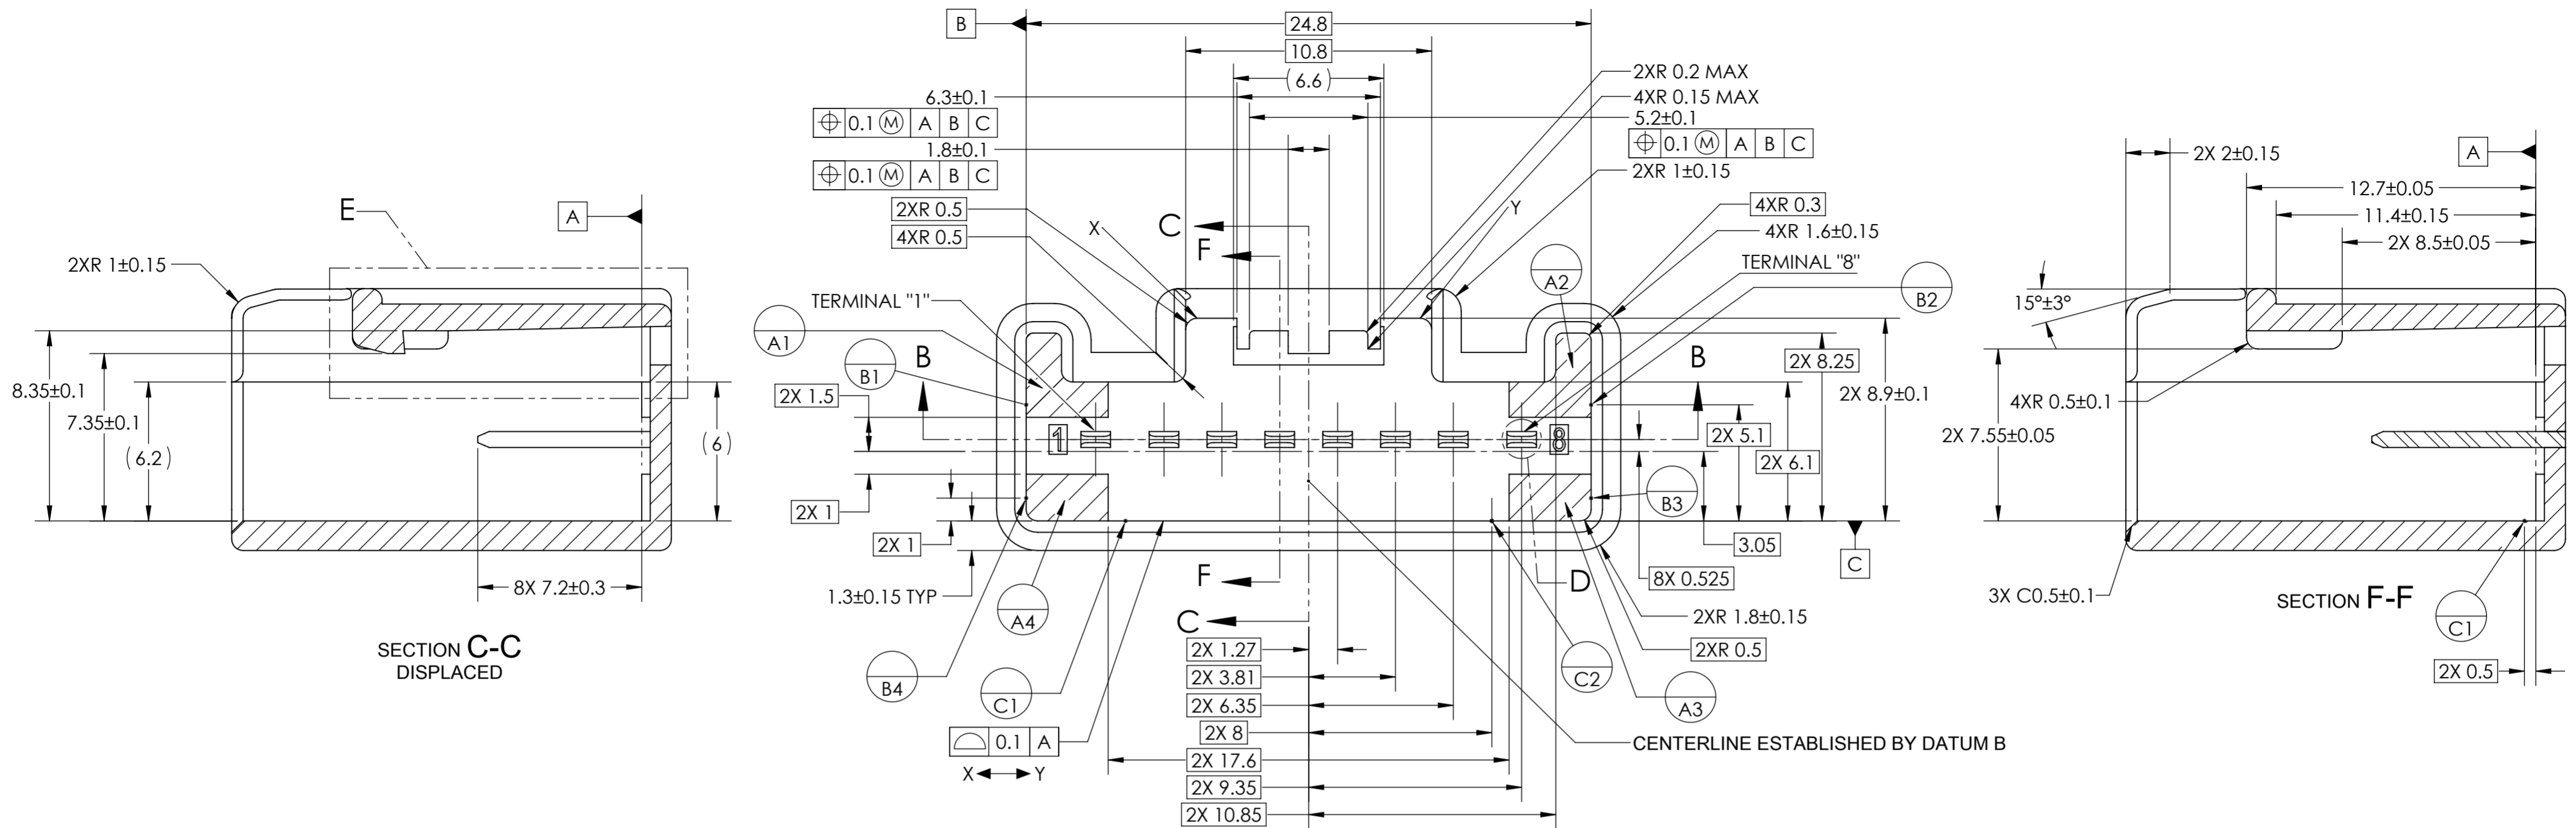 E
A
2XR 1±0.15
8.35±0.1
7.35±0.1
(6.2)
(6)
8X 7.2±0.3
SECTION C-C
DISPLACED
B
24.8
10.8
(6.6)
6.3±0.1
⌖ 0.1 Ⓜ A B C
1.8±0.1
⌖ 0.1 Ⓜ A B C
2XR 0.2 MAX
4XR 0.15 MAX
5.2±0.1
⌖ 0.1 Ⓜ A B C
2XR 1±0.15
2XR 0.5
4XR 0.5
X
Y
C
F
4XR 0.3
4XR 1.6±0.15
A2
TERMINAL "8"
B2
TERMINAL "1"
A1
B1
B
B
2X 1.5
2X 8.25
2X 8.9±0.1
2X 5.1
2X 6.1
1
8
2X 1
B3
2X 1
3.05
C
F
D
8X 0.525
1.3±0.15 TYP
A4
C
2XR 1.8±0.15
2XR 0.5
B4
C1
C2
A3
2X 1.27
2X 3.81
2X 6.35
2X 8
2X 17.6
2X 9.35
2X 10.85
⌓ 0.1 A
X Y
CENTERLINE ESTABLISHED BY DATUM B
2X 2±0.15
A
12.7±0.05
11.4±0.15
2X 8.5±0.05
15°±3°
4XR 0.5±0.1
2X 7.55±0.05
3X C0.5±0.1
SECTION F-F
C1
2X 0.5